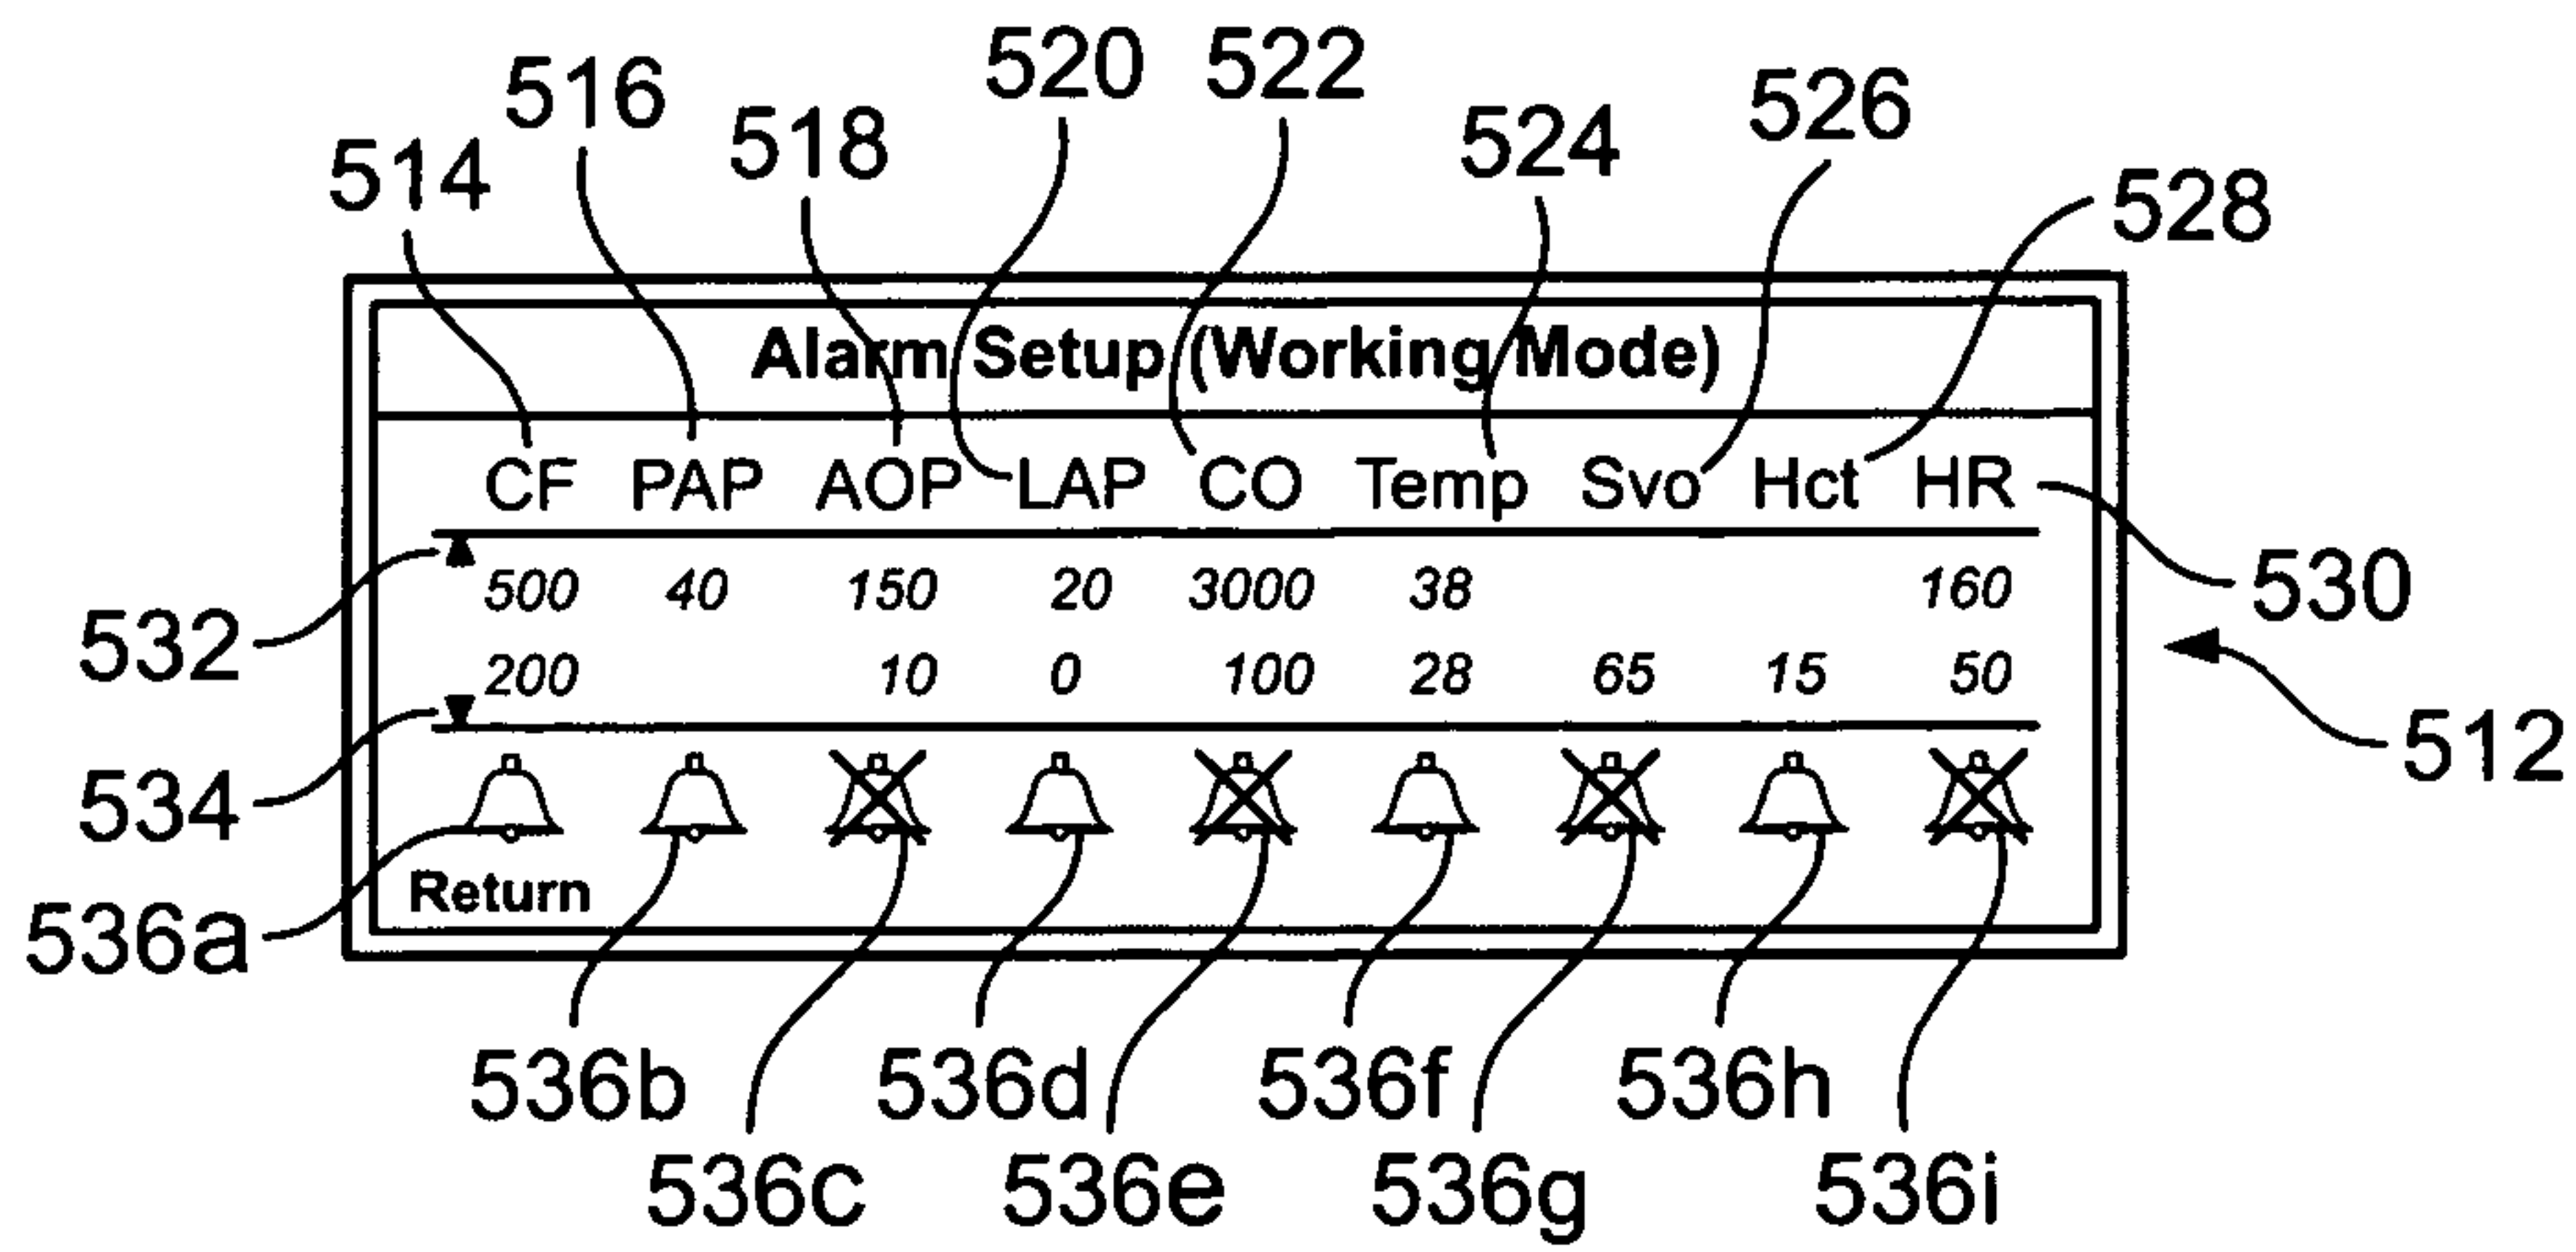 520 522
516 526
518 524
514 528
Alarm Setup (Working Mode)
CF PAP AOP LAP CO Temp Svo Hct HR
530
500 40 150 20 3000 38 160
532
200 10 0 100 28 65 15 50
512
534
Return
536a
536b 536d 536f 536h
536c 536e 536g 536i